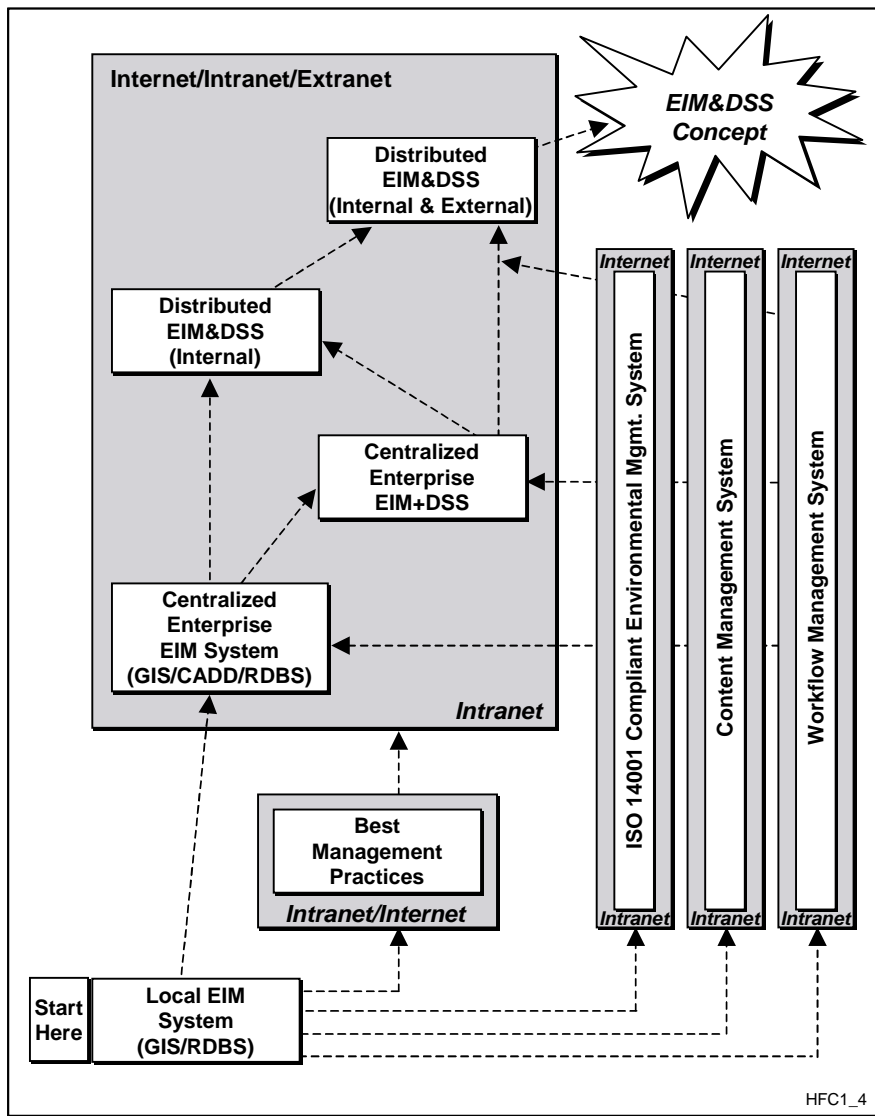 Internet/Intranet/Extranet
EIM&DSS
Concept
Distributed
EIM&DSS
(Internal & External)
Distributed
EIM&DSS
(Internal)
Centralized
Enterprise
EIM+DSS
Centralized
Enterprise
EIM System
(GIS/CADD/RDBS)
Intranet
Internet
ISO 14001 Compliant Environmental Mgmt. System
Intranet
Internet
Content Management System
Intranet
Internet
Workflow Management System
Intranet
Best
Management
Practices
Intranet/Internet
Start
Here
Local EIM
System
(GIS/RDBS)
HFC1_4